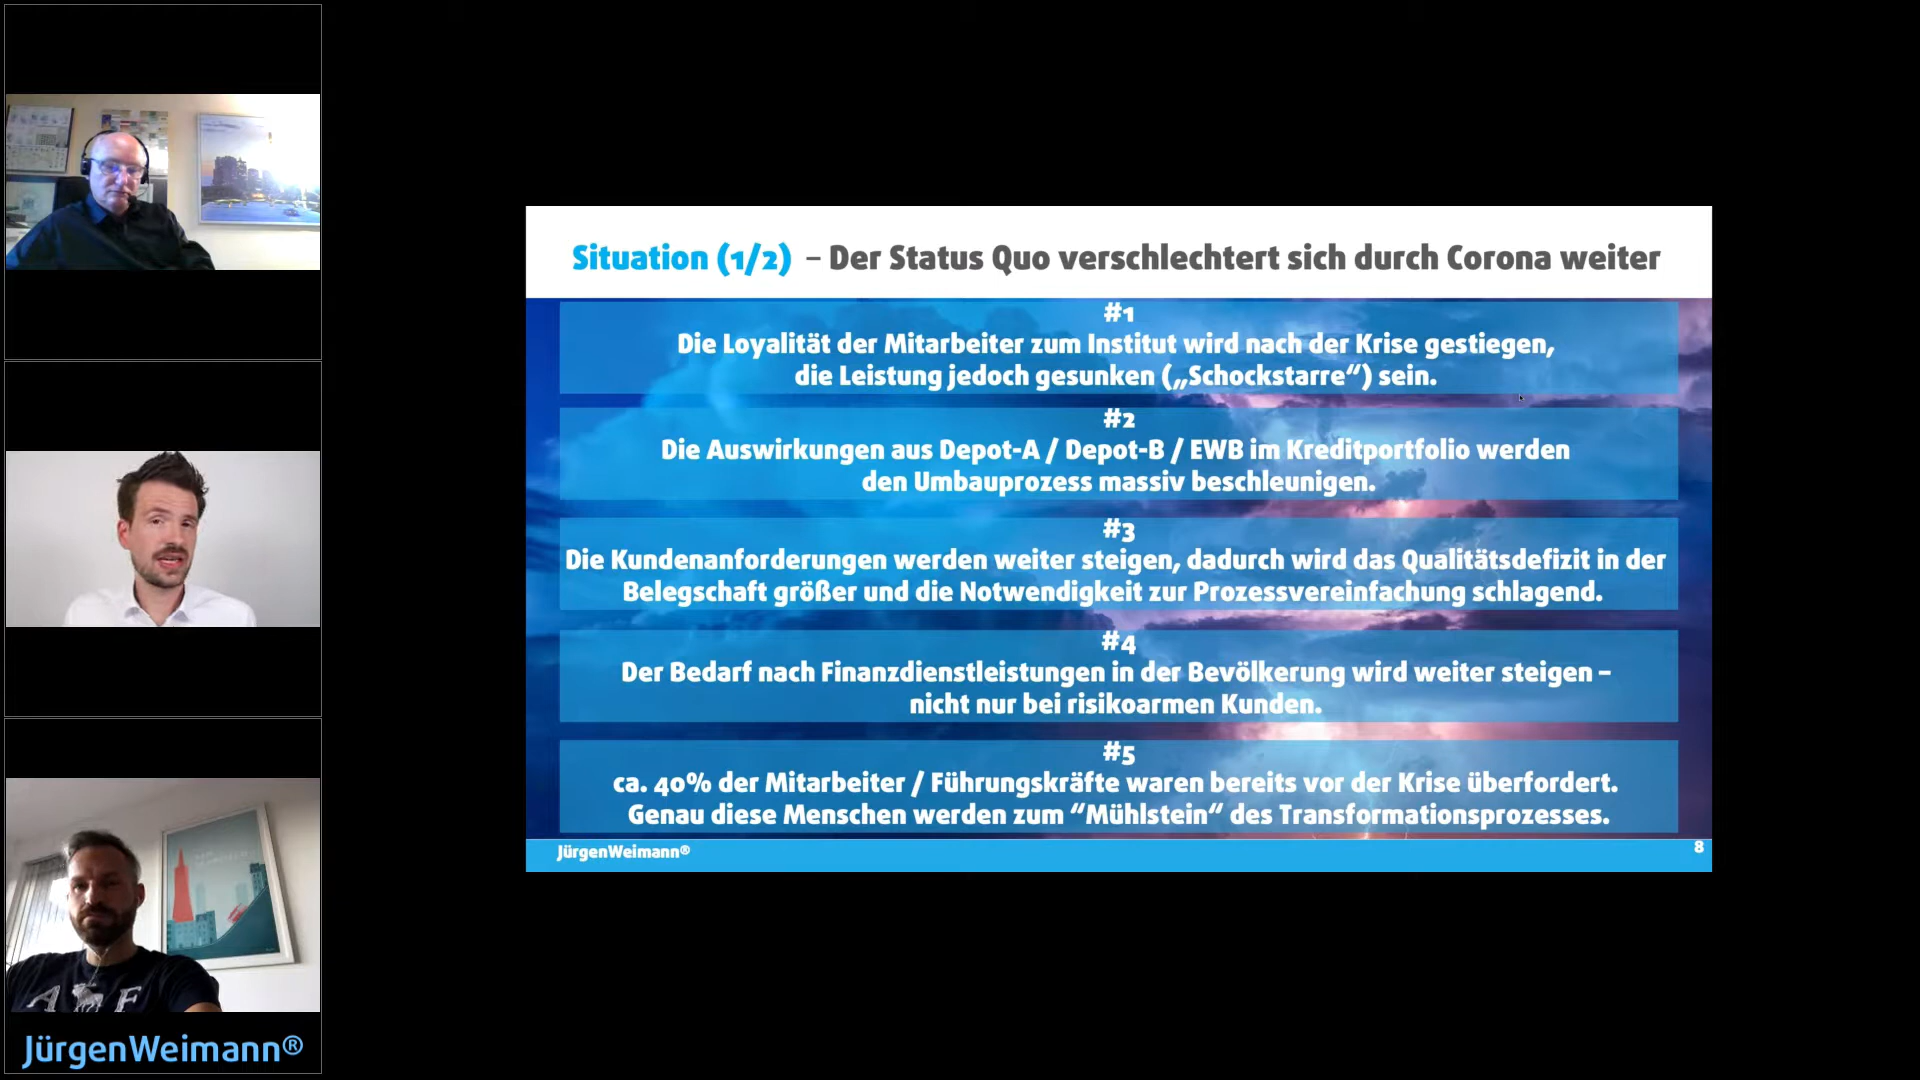 Situation (1/2) – Der Status Quo verschlechtert sich durch Corona weiter
#1
Die Loyalität der Mitarbeiter zum Institut wird nach der Krise gestiegen,
die Leistung jedoch gesunken („Schockstarre“) sein.
#2
Die Auswirkungen aus Depot-A / Depot-B / EWB im Kreditportfolio werden
den Umbauprozess massiv beschleunigen.
#3
Die Kundenanforderungen werden weiter steigen, dadurch wird das Qualitätsdefizit in der
Belegschaft größer und die Notwendigkeit zur Prozessvereinfachung schlagend.
#4
Der Bedarf nach Finanzdienstleistungen in der Bevölkerung wird weiter steigen –
nicht nur bei risikoarmen Kunden.
#5
ca. 40% der Mitarbeiter / Führungskräfte waren bereits vor der Krise überfordert.
Genau diese Menschen werden zum “Mühlstein“ des Transformationsprozesses.
JürgenWeimann®
8
A F
JürgenWeimann®